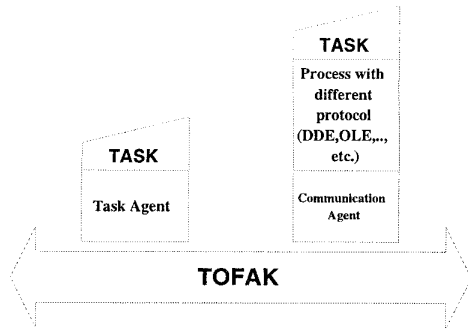 TASK
Process with
different
protocol
(DDE,OLE,..,
etc.)
Communication
Agent
TASK
Task Agent
TOFAK